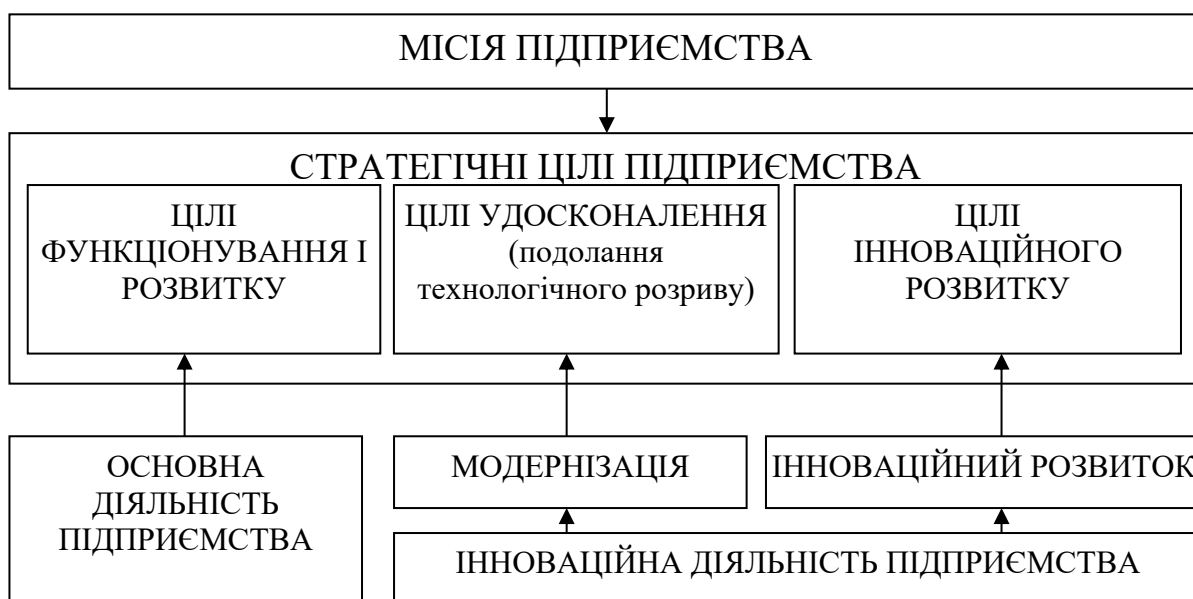 МІСІЯ ПІДПРИЄМСТВА
СТРАТЕГІЧНІ ЦІЛІ ПІДПРИЄМСТВА
ЦІЛІ
ФУНКЦІОНУВАННЯ І
РОЗВИТКУ
ЦІЛІ УДОСКОНАЛЕННЯ
(подолання
технологічного розриву)
ЦІЛІ
ІННОВАЦІЙНОГО
РОЗВИТКУ
ОСНОВНА
ДІЯЛЬНІСТЬ
ПІДПРИЄМСТВА
МОДЕРНІЗАЦІЯ
ІННОВАЦІЙНИЙ РОЗВИТОК
ІННОВАЦІЙНА ДІЯЛЬНІСТЬ ПІДПРИЄМСТВА